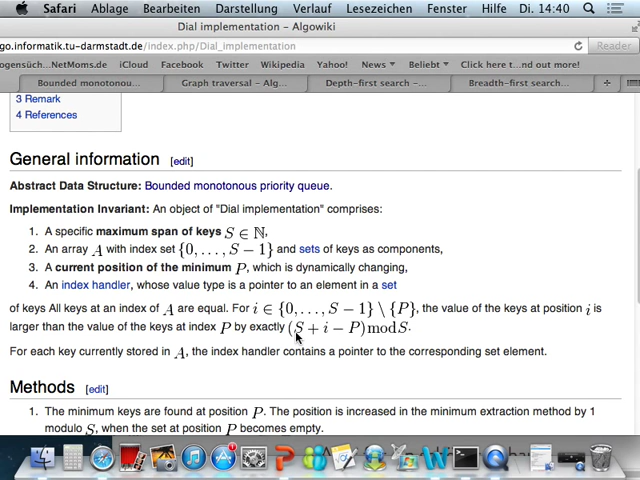 Safari Ablage Bearbeiten Darstellung Verlauf Lesezeichen Fenster Hilfe Di. 14:40
Dial implementation - Algowiki
go.informatik.tu-darmstadt.de/index.php/Dial_implementation
Reader
NetMoms.de iCloud Facebook Twitter Wikipedia Yahoo! News Beliebt Click here t...nd out more!
Bounded monotonou... Graph traversal - Alg... Depth-first search -... Breadth-first search...
3 Remark
4 References
General information [edit]
Abstract Data Structure: Bounded monotonous priority queue.
Implementation Invariant: An object of "Dial implementation" comprises:
1. A specific maximum span of keys S ∈ ℕ,
2. An array A with index set {0, . . . , S − 1} and sets of keys as components,
3. A current position of the minimum P, which is dynamically changing,
4. An index handler, whose value type is a pointer to an element in a set
of keys All keys at an index of A are equal. For i ∈ {0, . . . , S − 1} \ {P}, the value of the keys at position i is
larger than the value of the keys at index P by exactly (S + i − P)modS.
For each key currently stored in A, the index handler contains a pointer to the corresponding set element.
Methods [edit]
1. The minimum keys are found at position P. The position is increased in the minimum extraction method by 1
modulo S, when the set at position P becomes empty.